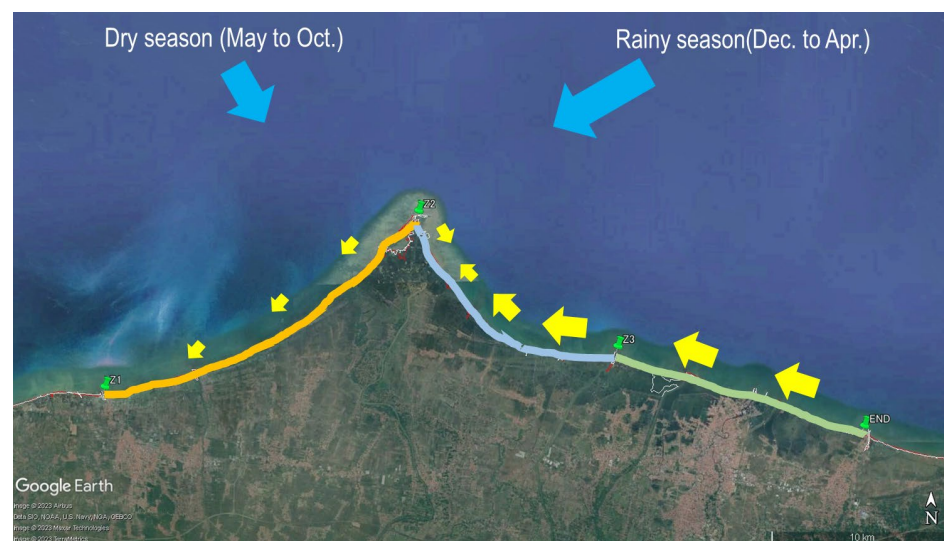 Dry season (May to Oct.)
Rainy season(Dec. to Apr.)
Z2
Z3
Z1
END
Google Earth
Image © 2023 Airbus
Data SIO, NOAA, U.S. Navy, NGA, GEBCO
Image © 2023 Maxar Technologies
Image © 2023 TerraMetrics
N
10 km